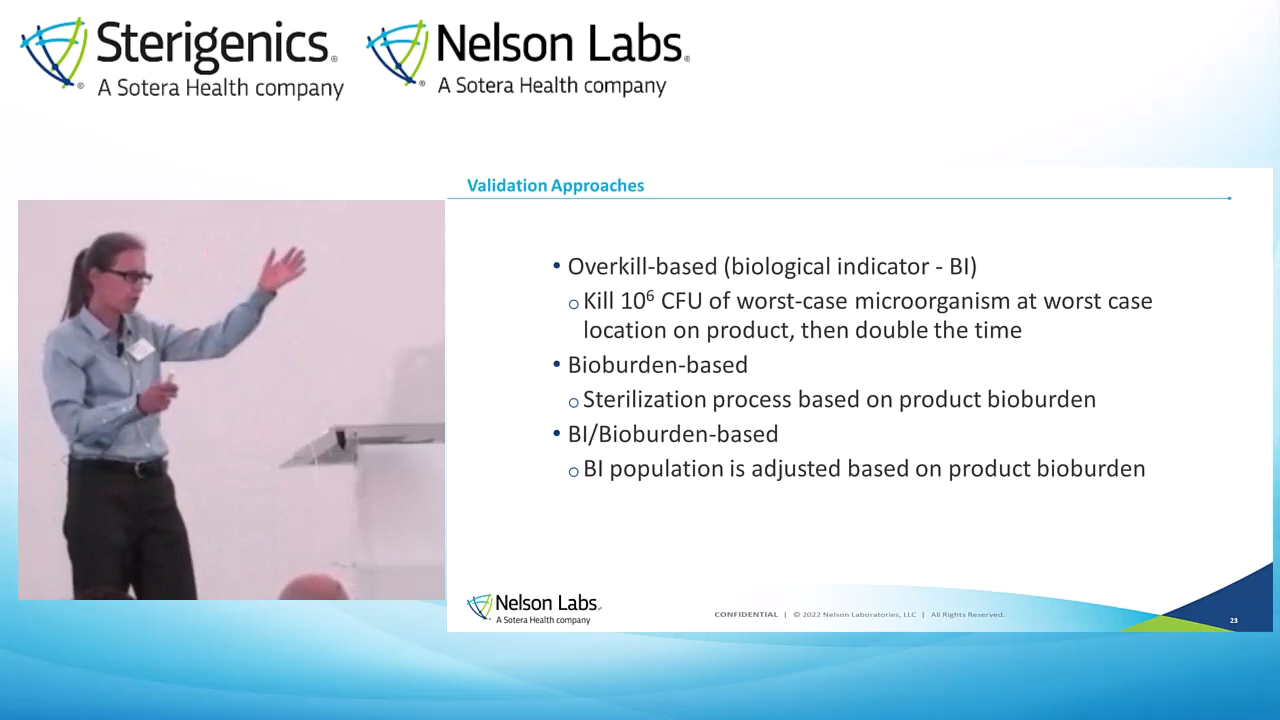 Sterigenics®
A Sotera Health company
Nelson Labs®
A Sotera Health company
Validation Approaches
• Overkill-based (biological indicator - BI)
o Kill 10⁶ CFU of worst-case microorganism at worst case
location on product, then double the time
• Bioburden-based
o Sterilization process based on product bioburden
• BI/Bioburden-based
o BI population is adjusted based on product bioburden
Nelson Labs
A Sotera Health company
CONFIDENTIAL | © 2022 Nelson Laboratories, LLC | All Rights Reserved.
23